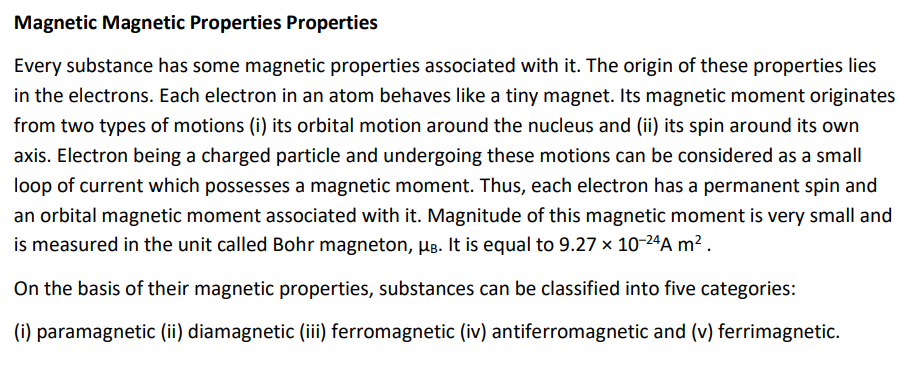 Magnetic Magnetic Properties Properties
Every substance has some magnetic properties associated with it. The origin of these properties lies
in the electrons. Each electron in an atom behaves like a tiny magnet. Its magnetic moment originates
from two types of motions (i) its orbital motion around the nucleus and (ii) its spin around its own
axis. Electron being a charged particle and undergoing these motions can be considered as a small
loop of current which possesses a magnetic moment. Thus, each electron has a permanent spin and
an orbital magnetic moment associated with it. Magnitude of this magnetic moment is very small and
is measured in the unit called Bohr magneton, μB. It is equal to 9.27 × 10⁻²⁴A m² .
On the basis of their magnetic properties, substances can be classified into five categories:
(i) paramagnetic (ii) diamagnetic (iii) ferromagnetic (iv) antiferromagnetic and (v) ferrimagnetic.